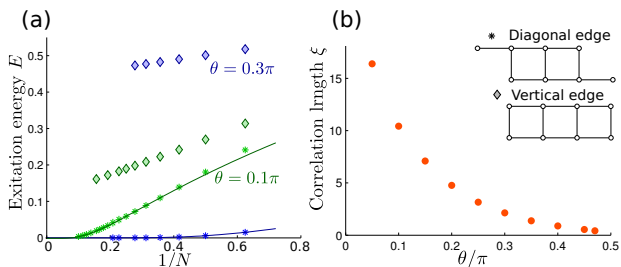 (a)
Exitation energy E
0.5
0.4
0.3
0.2
0.1
0
0
0.2
0.4
0.6
0.8
1/N
θ = 0.3π
θ = 0.1π
(b)
Correlation lrngth ξ
15
10
5
0
0
0.1
0.2
0.3
0.4
0.5
θ/π
Diagonal edge
Vertical edge